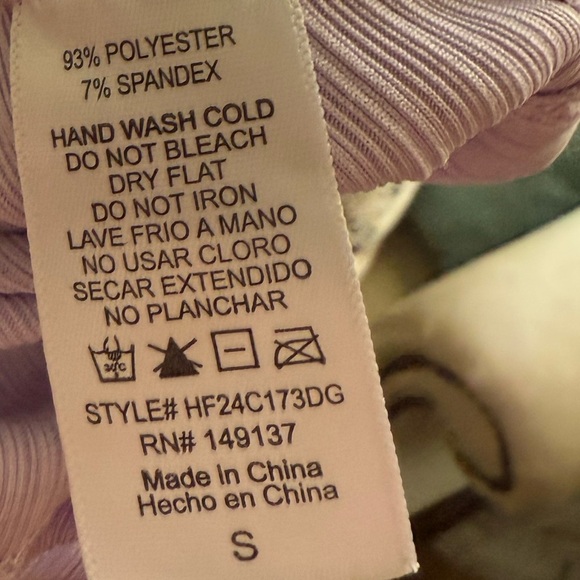 93% POLYESTER
7% SPANDEX
HAND WASH COLD
DO NOT BLEACH
DRY FLAT
DO NOT IRON
LAVE FRIO A MANO
NO USAR CLORO
SECAR EXTENDIDO
NO PLANCHAR
30°C
STYLE# HF24C173DG
RN# 149137
Made in China
Hecho en China
S